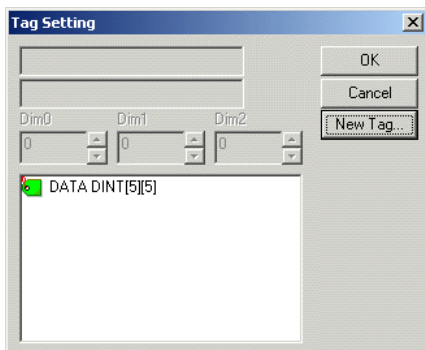 Tag Setting
OK
Cancel
Dim0 Dim1 Dim2
New Tag...
0 0 0
DATA DINT[5][5]